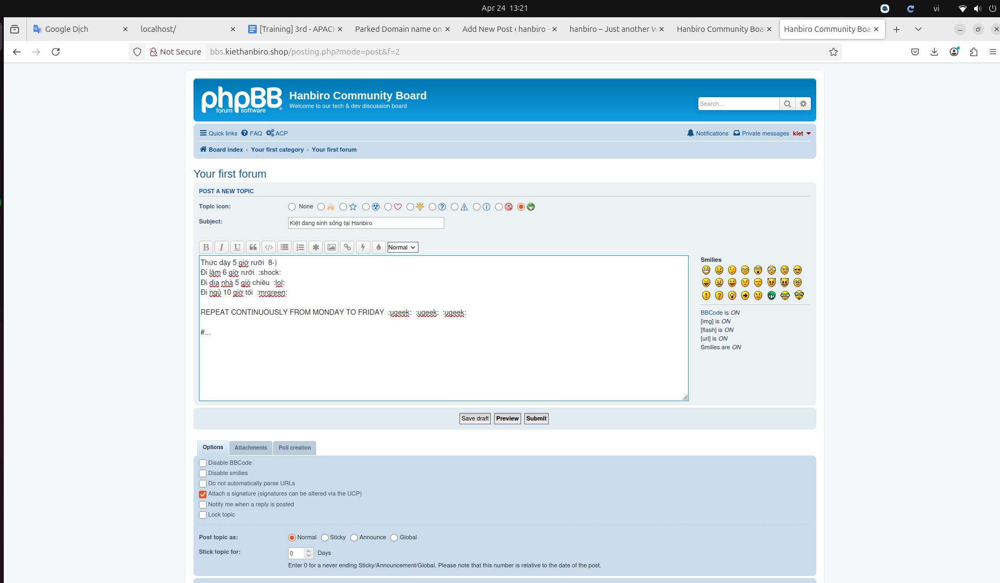 Apr 24 13:21
vi
Google Dịch
localhost/
[Training] 3rd - APACH
Parked Domain name on
Add New Post ‹ hanbiro –
hanbiro – Just another W
Hanbiro Community Boa
Hanbiro Community Boa
Not Secure
bbs.kiethanbiro.shop/posting.php?mode=post&f=2
phpBB
forum software
Hanbiro Community Board
Welcome to our tech & dev discussion board
Search…
Quick links
FAQ
ACP
Notifications
Private messages
kiet
Board index ‹ Your first category ‹ Your first forum
Your first forum
POST A NEW TOPIC
Topic icon:
None
Subject:
Kiệt đang sinh sống tại Hanbiro
B I U
Normal
Thức dậy 5 giờ rưỡi 8-)
Đi làm 6 giờ rưỡi :shock:
Đi dìa nhà 5 giò chiều :lol:
Đi ngủ 10 giờ tối :mrgreen:
REPEAT CONTINUOUSLY FROM MONDAY TO FRIDAY :ugeek: :ugeek: :ugeek:
#...
Smilies
BBCode is ON
[img] is ON
[flash] is ON
[url] is ON
Smilies are ON
Save draft
Preview
Submit
Options
Attachments
Poll creation
Disable BBCode
Disable smilies
Do not automatically parse URLs
Attach a signature (signatures can be altered via the UCP)
Notify me when a reply is posted
Lock topic
Post topic as:
Normal
Sticky
Announce
Global
Stick topic for:
0
Days
Enter 0 for a never ending Sticky/Announcement/Global. Please note that this number is relative to the date of the post.